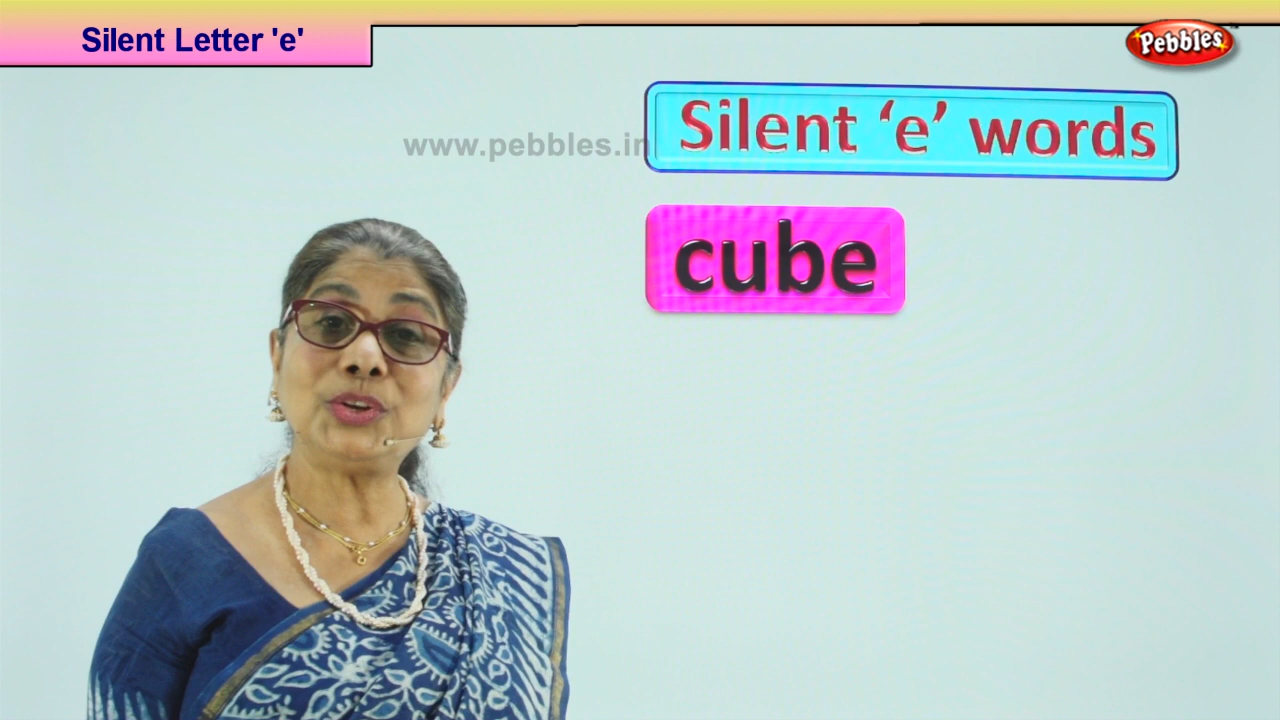 Silent Letter 'e'
Pebbles
www.pebbles.in
Silent ‘e’ words
cube